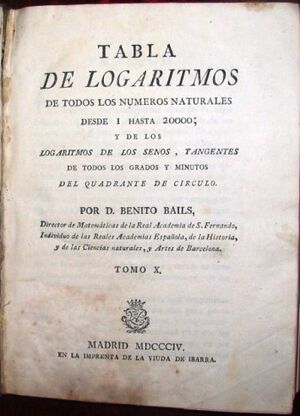 TABLA
DE LOGARITMOS
DE TODOS LOS NUMEROS NATURALES
DESDE I HASTA 20000;
Y DE LOS
LOGARITMOS DE LOS SENOS, TANGENTES
DE TODOS LOS GRADOS Y MINUTOS
DEL QUADRANTE DE CIRCULO.
POR D. BENITO BAILS,
Director de Matemáticas de la Real Academia de S. Fernando,
Individuo de las Reales Academias Española, de la Historia,
y de las Ciencias naturales, y Artes de Barcelona.
TOMO X.
MADRID MDCCCIV.
EN LA IMPRENTA DE LA VIUDA DE IBARRA.